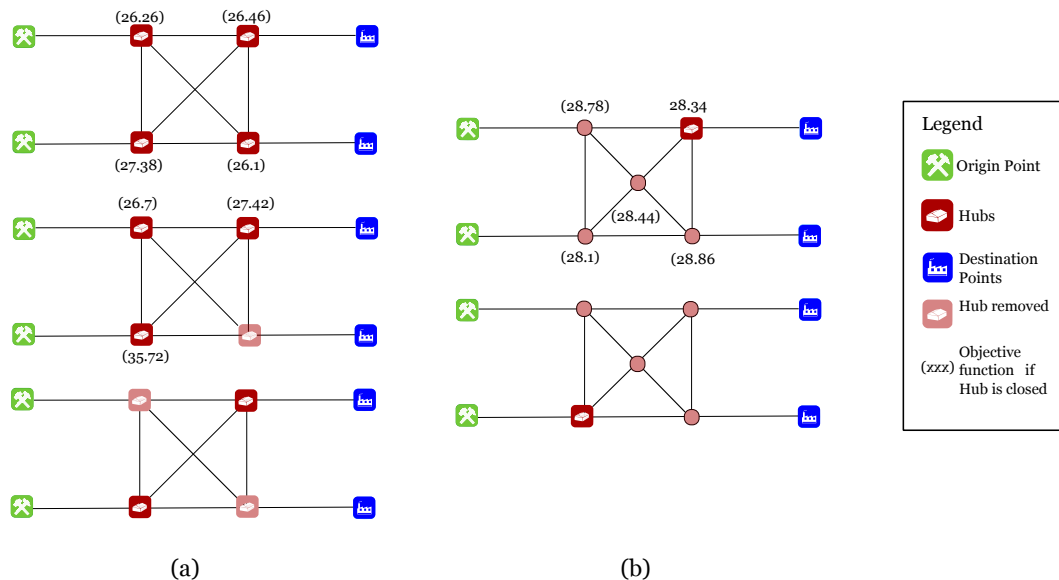 (26.26)
(26.46)
(27.38)
(26.1)
(26.7)
(27.42)
(35.72)
(a)
(28.78)
28.34
(28.44)
(28.1)
(28.86
(b)
Legend
Origin Point
Hubs
Destination
Points
Hub removed
(xxx) Objective
function if
Hub is closed